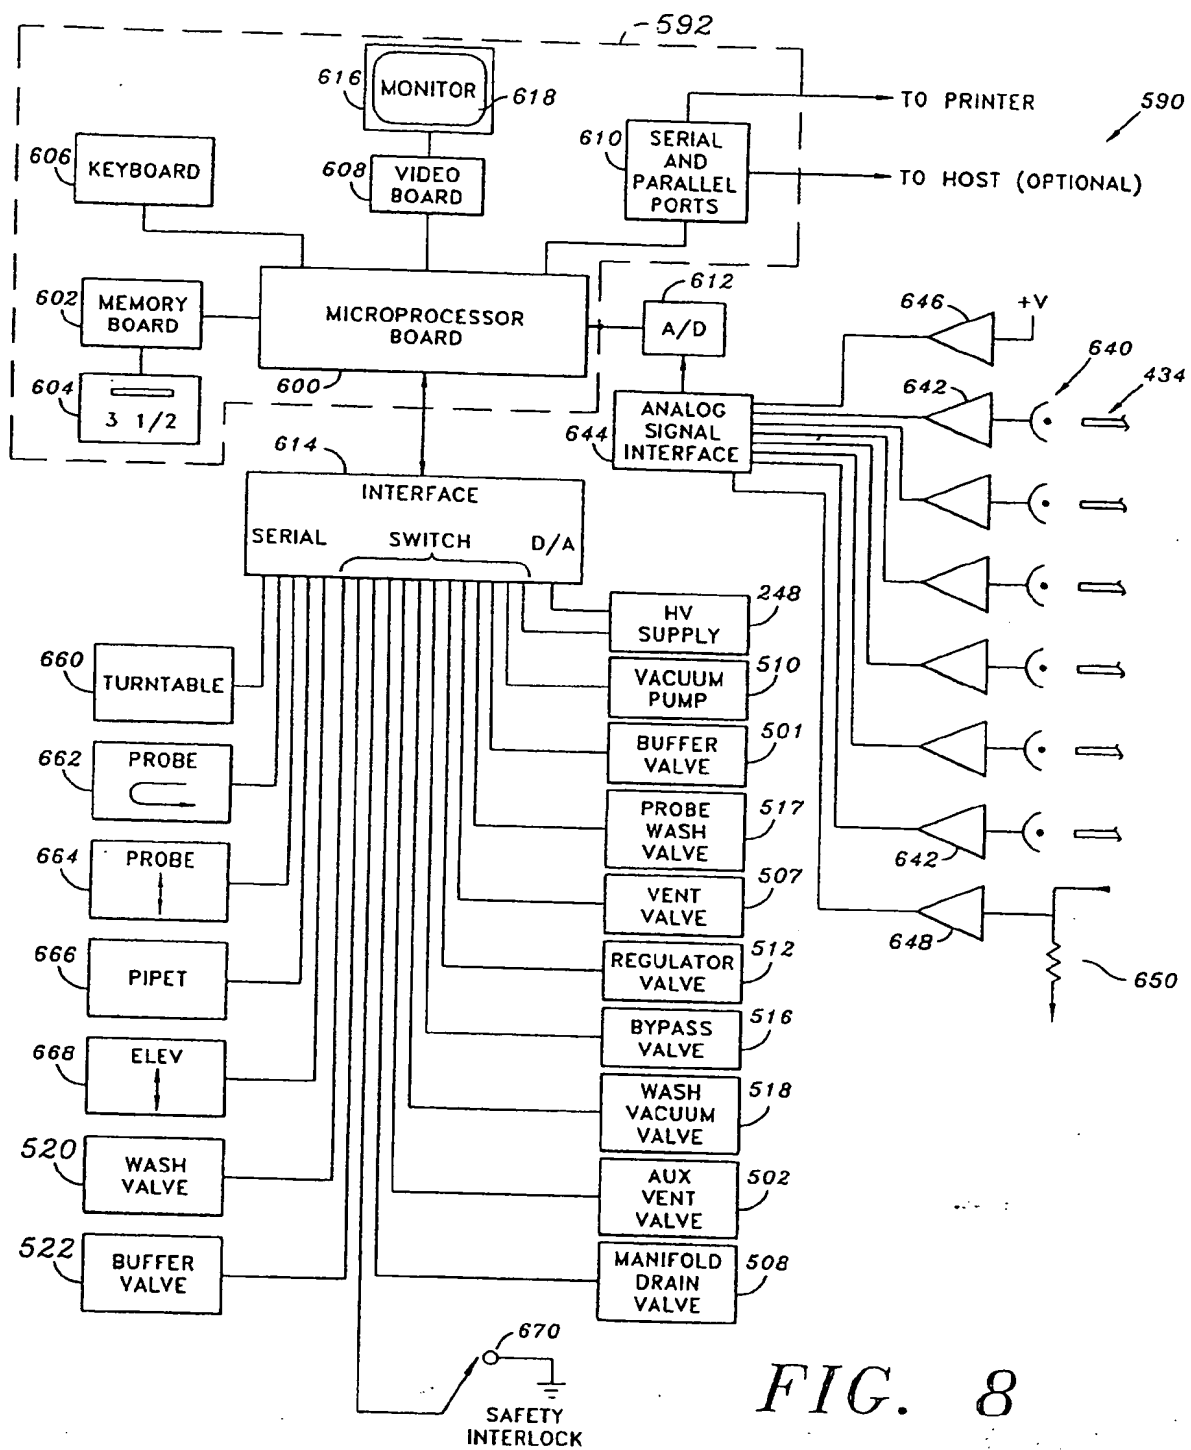 592
616
MONITOR
618
TO PRINTER
590
606
KEYBOARD
608
VIDEO
BOARD
610
SERIAL
AND
PARALLEL
PORTS
TO HOST (OPTIONAL)
602
MEMORY
BOARD
MICROPROCESSOR
BOARD
600
612
A/D
646
+V
604
3 1/2
642
640
434
644
ANALOG
SIGNAL
INTERFACE
614
INTERFACE
SERIAL
SWITCH
D/A
248
HV
SUPPLY
660
TURNTABLE
510
VACUUM
PUMP
501
BUFFER
VALVE
662
PROBE
517
PROBE
WASH
VALVE
642
664
PROBE
507
VENT
VALVE
648
666
PIPET
512
REGULATOR
VALVE
650
516
BYPASS
VALVE
668
ELEV
518
WASH
VACUUM
VALVE
520
WASH
VALVE
502
AUX
VENT
VALVE
522
BUFFER
VALVE
508
MANIFOLD
DRAIN
VALVE
670
SAFETY
INTERLOCK
FIG. 8